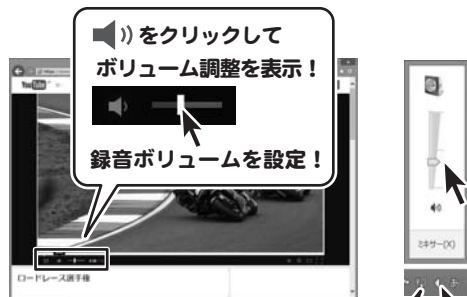 をクリックして
ボリューム調整を表示！
録音ボリュームを設定！
You Tube
ロードレース選手権
ミキサー(X)